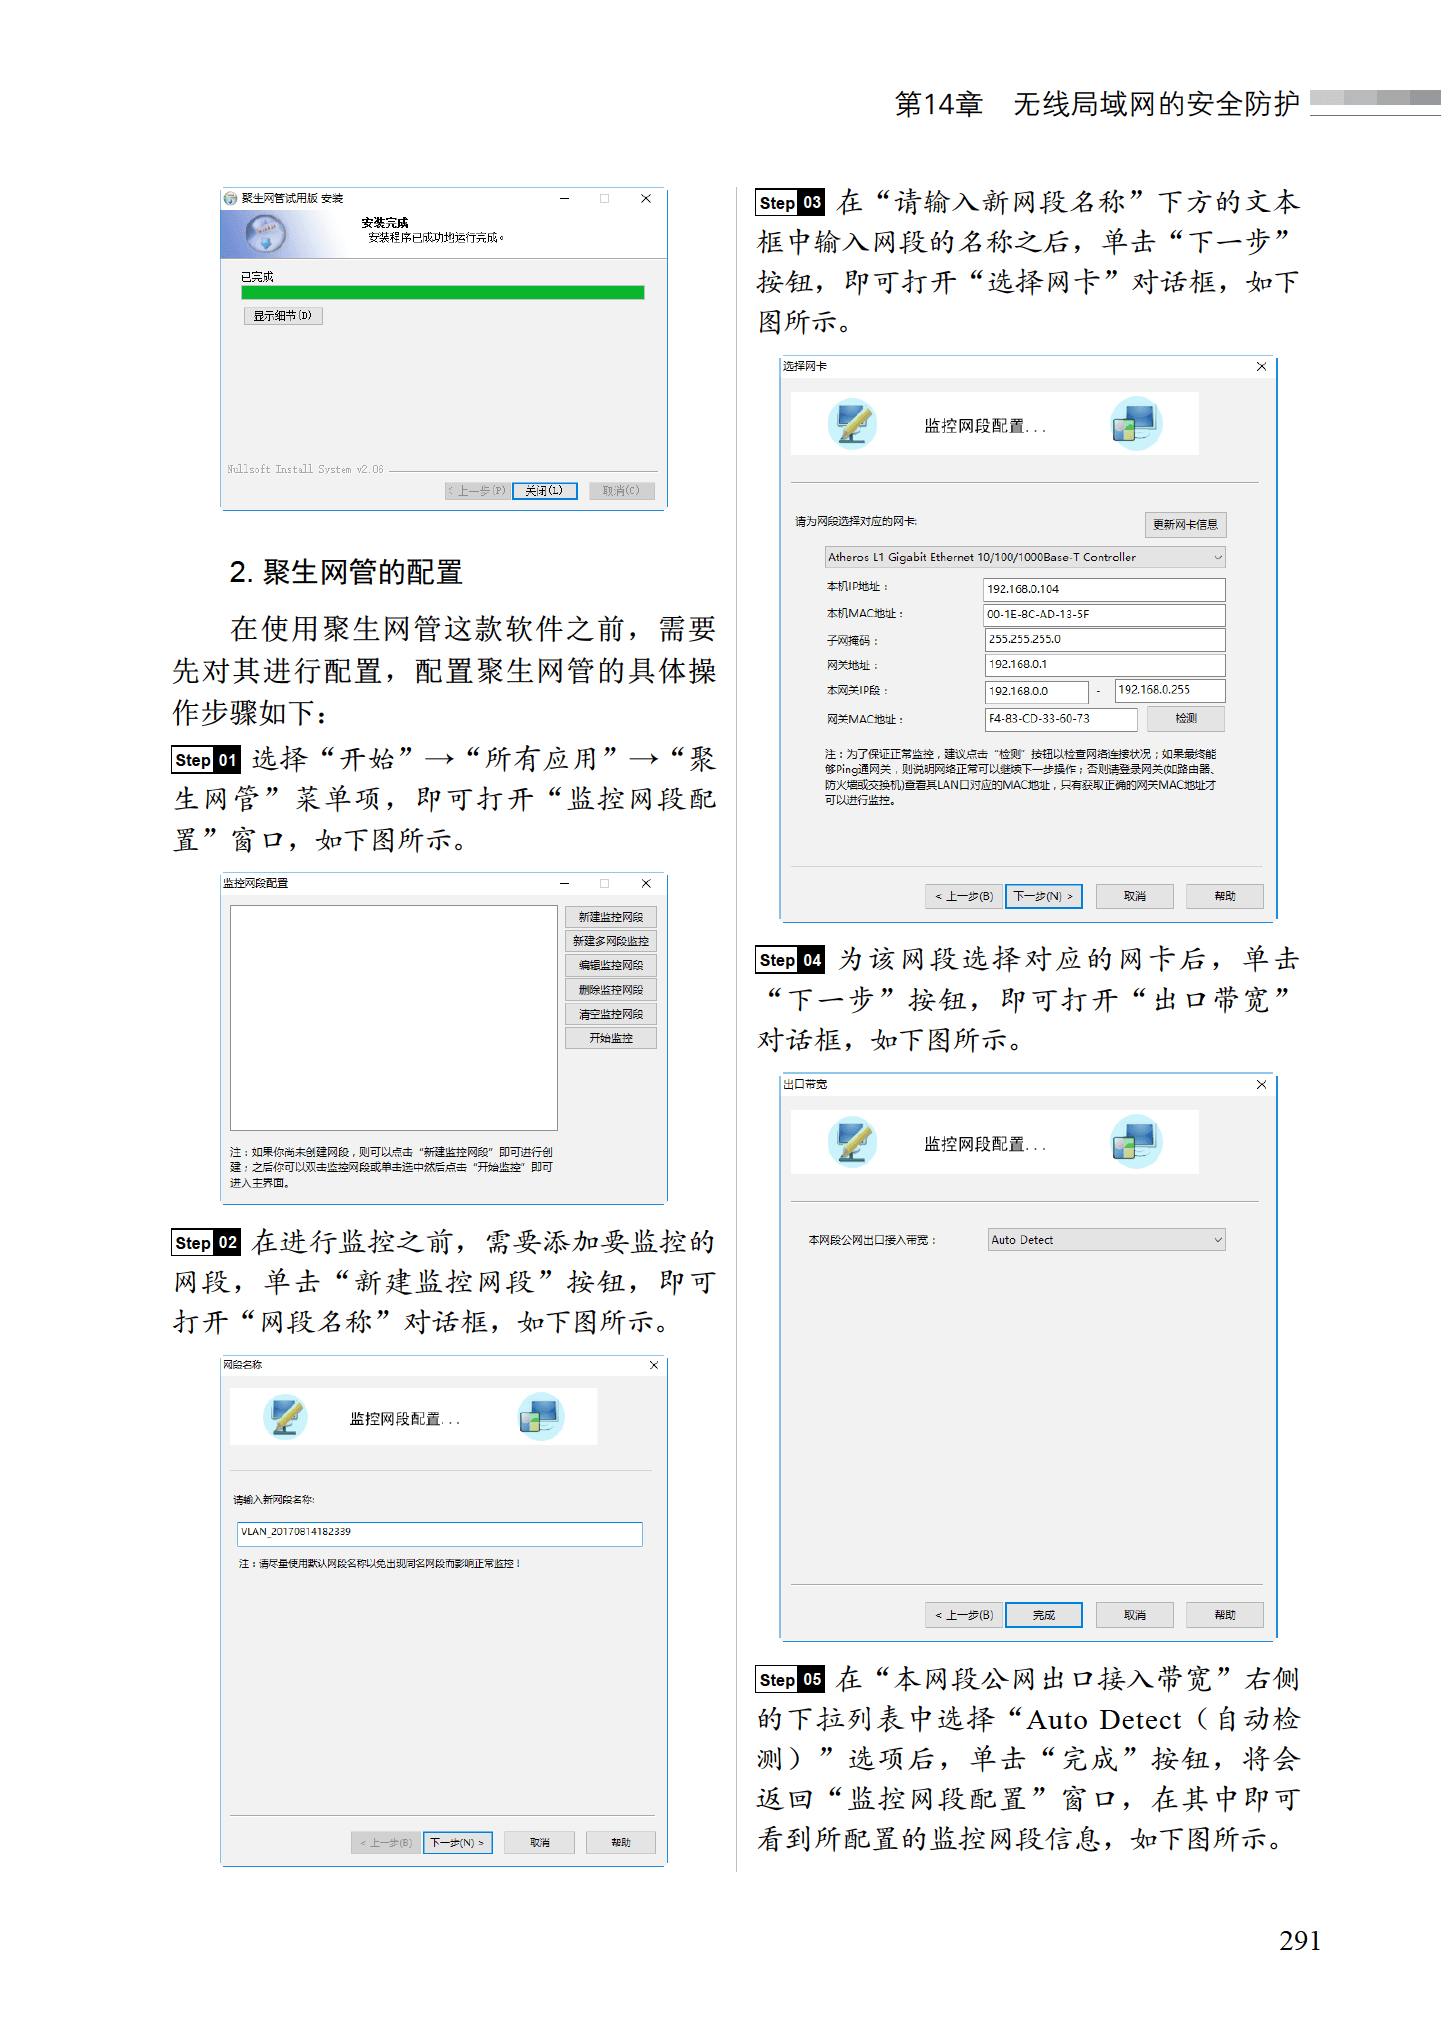 第14章　无线局域网的安全防护
聚生网管试用版 安装
安装完成
安装程序已成功地运行完成。
已完成
显示细节(D)
Nullsoft Install System v2.06
< 上一步(P)
关闭(L)
取消(C)
2. 聚生网管的配置
在使用聚生网管这款软件之前，需要
先对其进行配置，配置聚生网管的具体操
作步骤如下：
Step 01 选择“开始”→“所有应用”→“聚
生网管”菜单项，即可打开“监控网段配
置”窗口，如下图所示。
监控网段配置
新建监控网段
新建多网段监控
编辑监控网段
删除监控网段
清空监控网段
开始监控
注：如果你尚未创建网段，则可以点击“新建监控网段”即可进行创
建；之后你可以双击监控网段或单击选中然后点击“开始监控”即可
进入主界面。
Step 02 在进行监控之前，需要添加要监控的
网段，单击“新建监控网段”按钮，即可
打开“网段名称”对话框，如下图所示。
网段名称
监控网段配置...
请输入新网段名称:
VLAN_20170814182339
注：请尽量使用默认网段名称以免出现同名网段而影响正常监控！
< 上一步(B)
下一步(N) >
取消
帮助
Step 03 在“请输入新网段名称”下方的文本
框中输入网段的名称之后，单击“下一步”
按钮，即可打开“选择网卡”对话框，如下
图所示。
选择网卡
监控网段配置...
请为网段选择对应的网卡:
更新网卡信息
Atheros L1 Gigabit Ethernet 10/100/1000Base-T Controller
本机IP地址： 192.168.0.104
本机MAC地址： 00-1E-8C-AD-13-5F
子网掩码： 255.255.255.0
网关地址： 192.168.0.1
本网关IP段： 192.168.0.0 - 192.168.0.255
网关MAC地址： F4-83-CD-33-60-73 检测
注：为了保证正常监控，建议点击“检测”按钮以检查网络连接状况；如果最终能
够Ping通网关，则说明网络正常可以继续下一步操作；否则请登录网关(如路由器、
防火墙或交换机)查看其LAN口对应的MAC地址，只有获取正确的网关MAC地址才
可以进行监控。
< 上一步(B)
下一步(N) >
取消
帮助
Step 04 为该网段选择对应的网卡后，单击
“下一步”按钮，即可打开“出口带宽”
对话框，如下图所示。
出口带宽
监控网段配置...
本网段公网出口接入带宽： Auto Detect
< 上一步(B)
完成
取消
帮助
Step 05 在“本网段公网出口接入带宽”右侧
的下拉列表中选择“Auto Detect（自动检
测）”选项后，单击“完成”按钮，将会
返回“监控网段配置”窗口，在其中即可
看到所配置的监控网段信息，如下图所示。
291